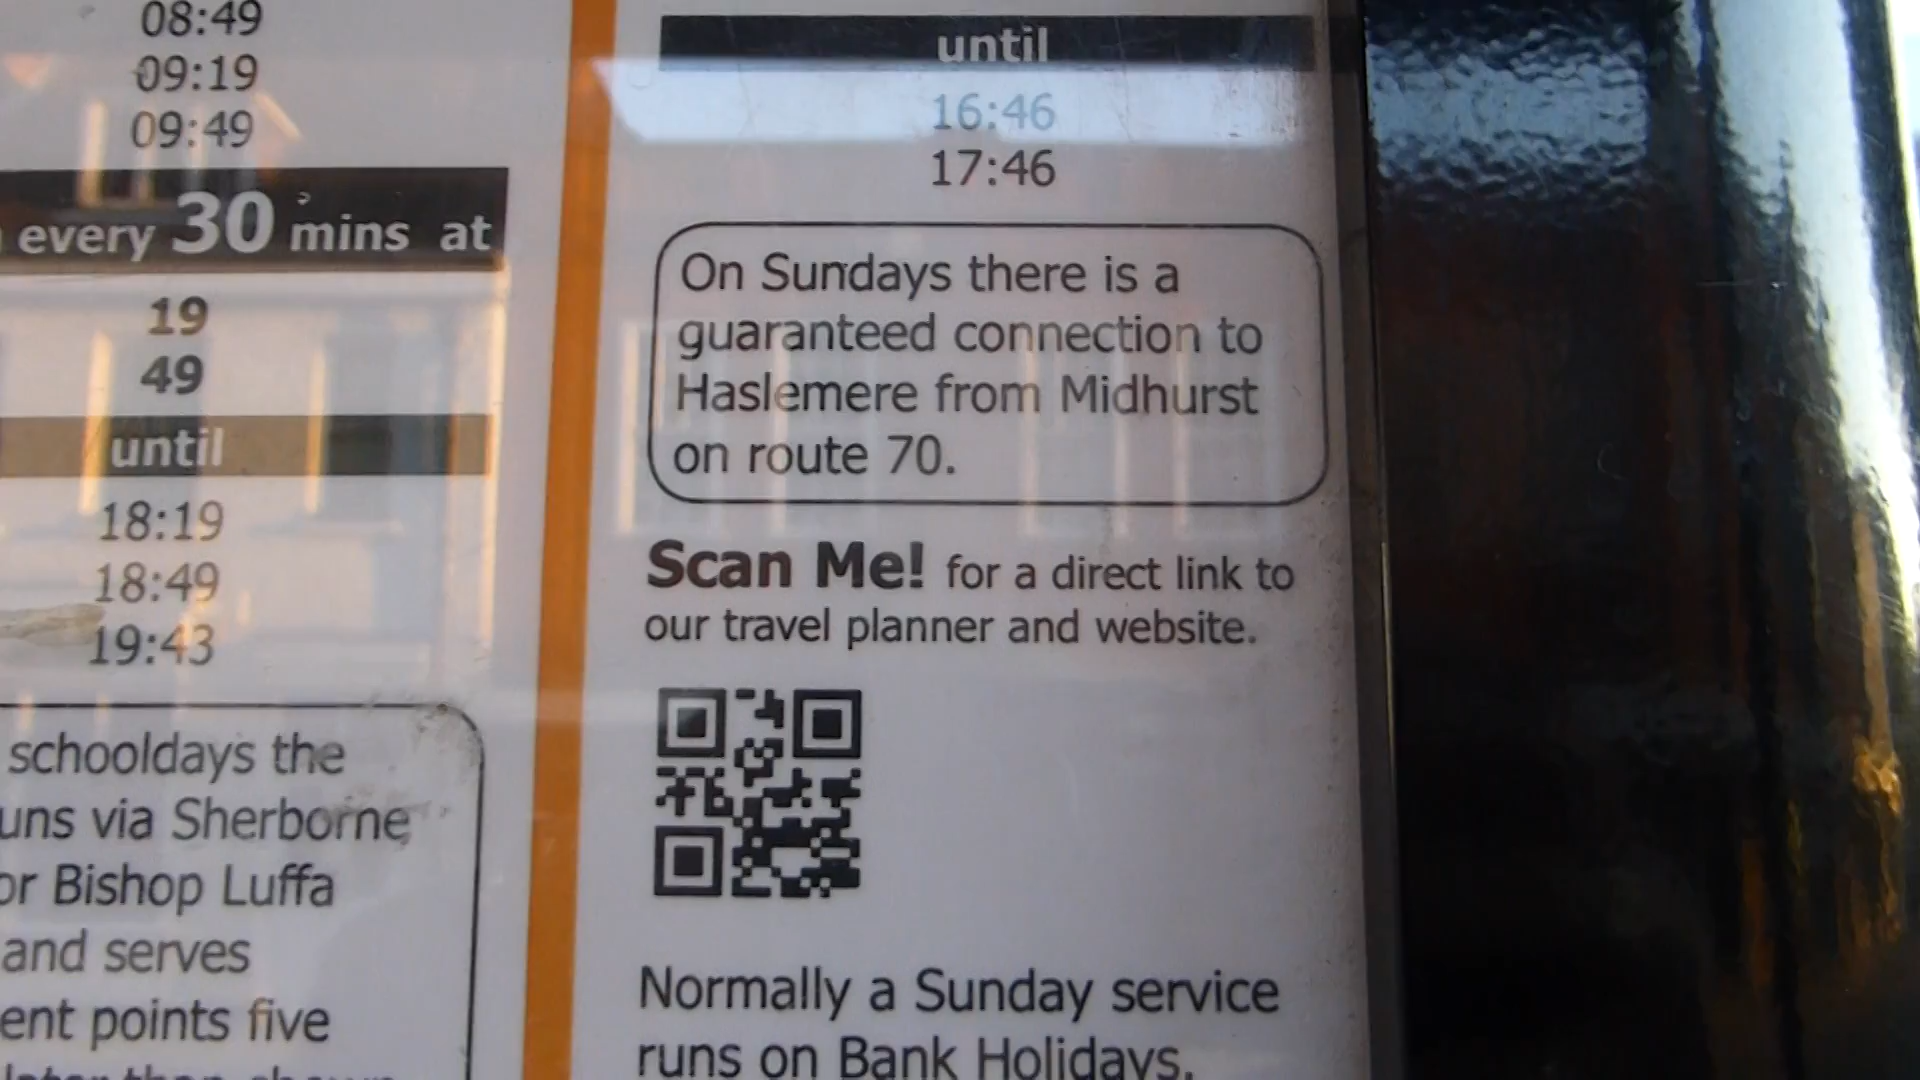 08:49
09:19
09:49
every 30 mins at
19
49
until
18:19
18:49
19:43
schooldays the
via Sherborne
Bishop Luffa
and serves
points five
until
16:46
17:46
On Sundays there is a
guaranteed connection to
Haslemere from Midhurst
on route 70.
Scan Me! for a direct link to
our travel planner and website.
Normally a Sunday service
runs on Bank Holidays.